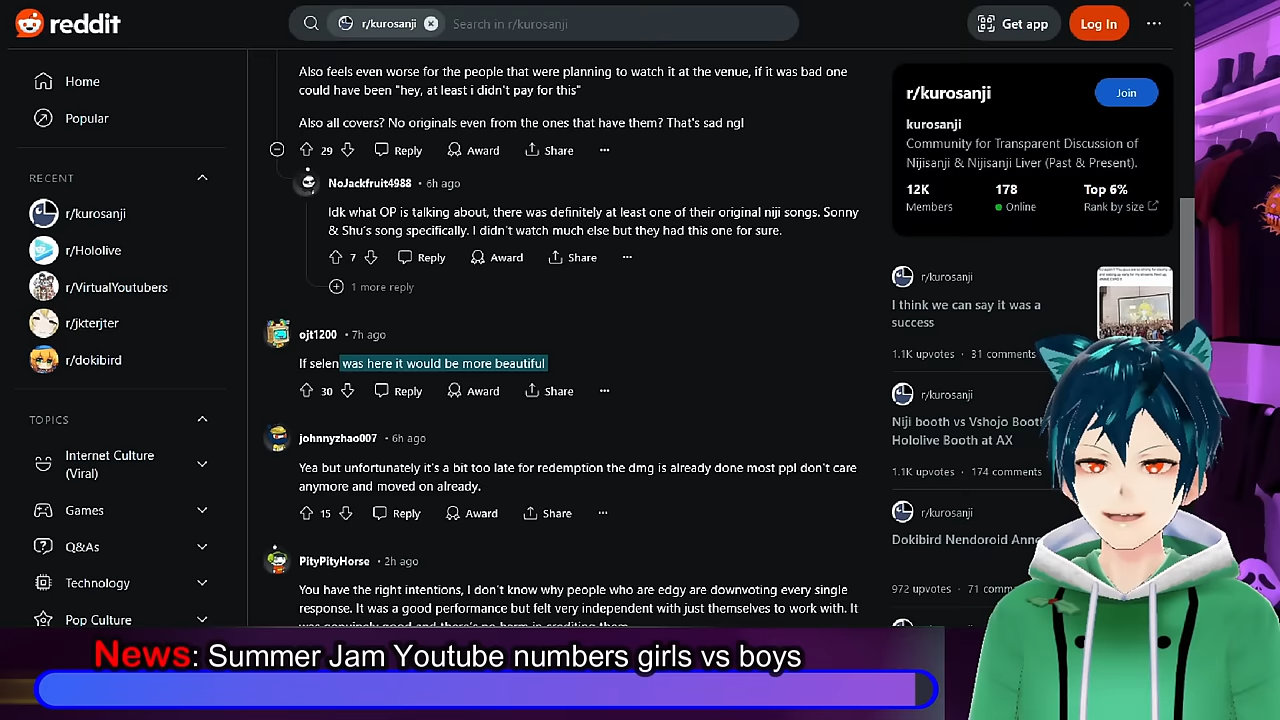 reddit
r/kurosanji
Search in r/kurosanji
Get app
Log In
Home
Popular
RECENT
r/kurosanji
r/Hololive
r/VirtualYoutubers
r/jkterjter
r/dokibird
TOPICS
Internet Culture
(Viral)
Games
Q&As
Technology
Pop Culture
Also feels even worse for the people that were planning to watch it at the venue, if it was bad one
could have been "hey, at least i didn't pay for this"
Also all covers? No originals even from the ones that have them? That's sad ngl
29 Reply Award Share
NoJackfruit4988 • 6h ago
Idk what OP is talking about, there was definitely at least one of their original niji songs. Sonny
& Shu's song specifically. I didn't watch much else but they had this one for sure.
7 Reply Award Share
1 more reply
ojt1200 • 7h ago
If selen was here it would be more beautiful
30 Reply Award Share
johnnyzhao007 • 6h ago
Yea but unfortunately it's a bit too late for redemption the dmg is already done most ppl don't care
anymore and moved on already.
15 Reply Award Share
PityPityHorse • 2h ago
You have the right intentions, I don't know why people who are edgy are downvoting every single
response. It was a good performance but felt very independent with just themselves to work with. It
was genuinely good and there's no harm in crediting them
r/kurosanji
Join
kurosanji
Community for Transparent Discussion of
Nijisanji & Nijisanji Liver (Past & Present).
12K 178 Top 6%
Members Online Rank by size
r/kurosanji
I think we can say it was a
success
1.1K upvotes • 31 comments
r/kurosanji
Niji booth vs Vshojo Booth
Hololive Booth at AX
1.1K upvotes • 174 comments
r/kurosanji
Dokibird Nendoroid
972 upvotes • 71
News: Summer Jam Youtube numbers girls vs boys